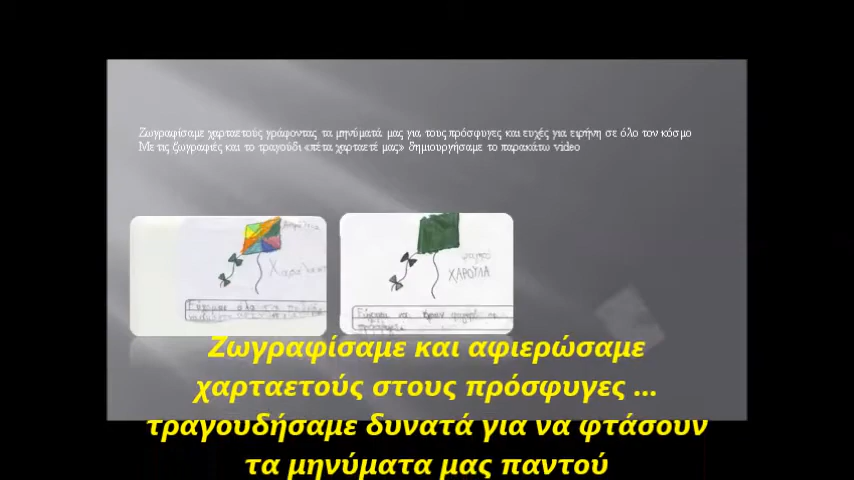 Ζωγραφίσαμε χαρταετούς γράφοντας τα μηνύματά μας για τους πρόσφυγες και ευχές για ειρήνη σε όλο τον κόσμο
Με τις ζωγραφιές και το τραγούδι «πέτα χαρταετέ μας» δημιουργήσαμε το παρακάτω video
ΧΑΡΟΥΛΑ
Ζωγραφίσαμε και αφιερώσαμε
χαρταετούς στους πρόσφυγες ...
τραγουδήσαμε δυνατά για να φτάσουν
τα μηνύματα μας παντού